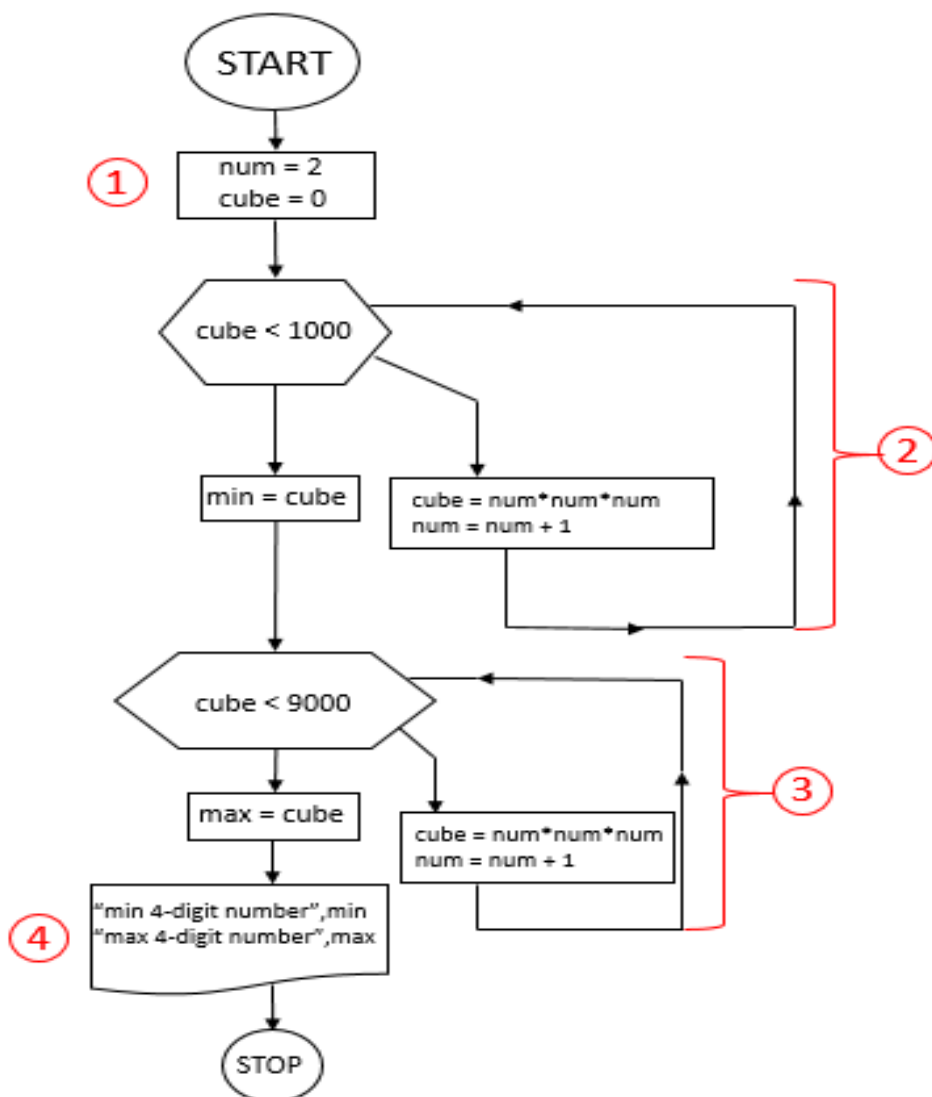 START
1
num = 2
cube = 0
cube < 1000
2
min = cube
cube = num*num*num
num = num + 1
cube < 9000
3
max = cube
cube = num*num*num
num = num + 1
4
“min 4-digit number”,min
“max 4-digit number”,max
STOP